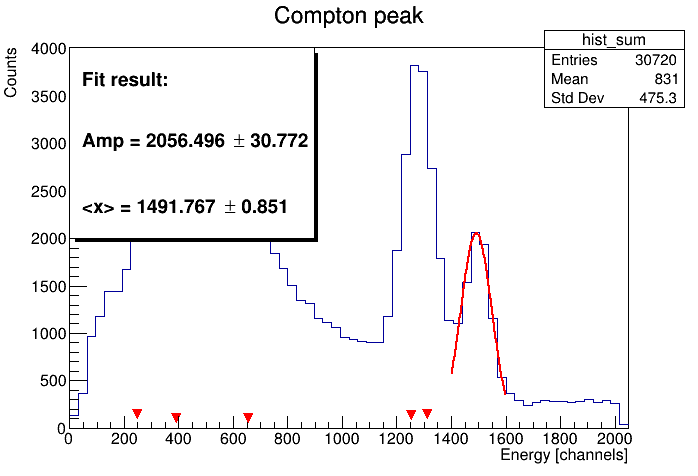 Compton peak
hist_sum
Entries 30720
Mean 831
Std Dev 475.3
Counts
Fit result:
Amp = 2056.496 ± 30.772
<x> = 1491.767 ± 0.851
4000
3500
3000
2500
2000
1500
1000
500
0
0 200 400 600 800 1000 1200 1400 1600 1800 2000
Energy [channels]